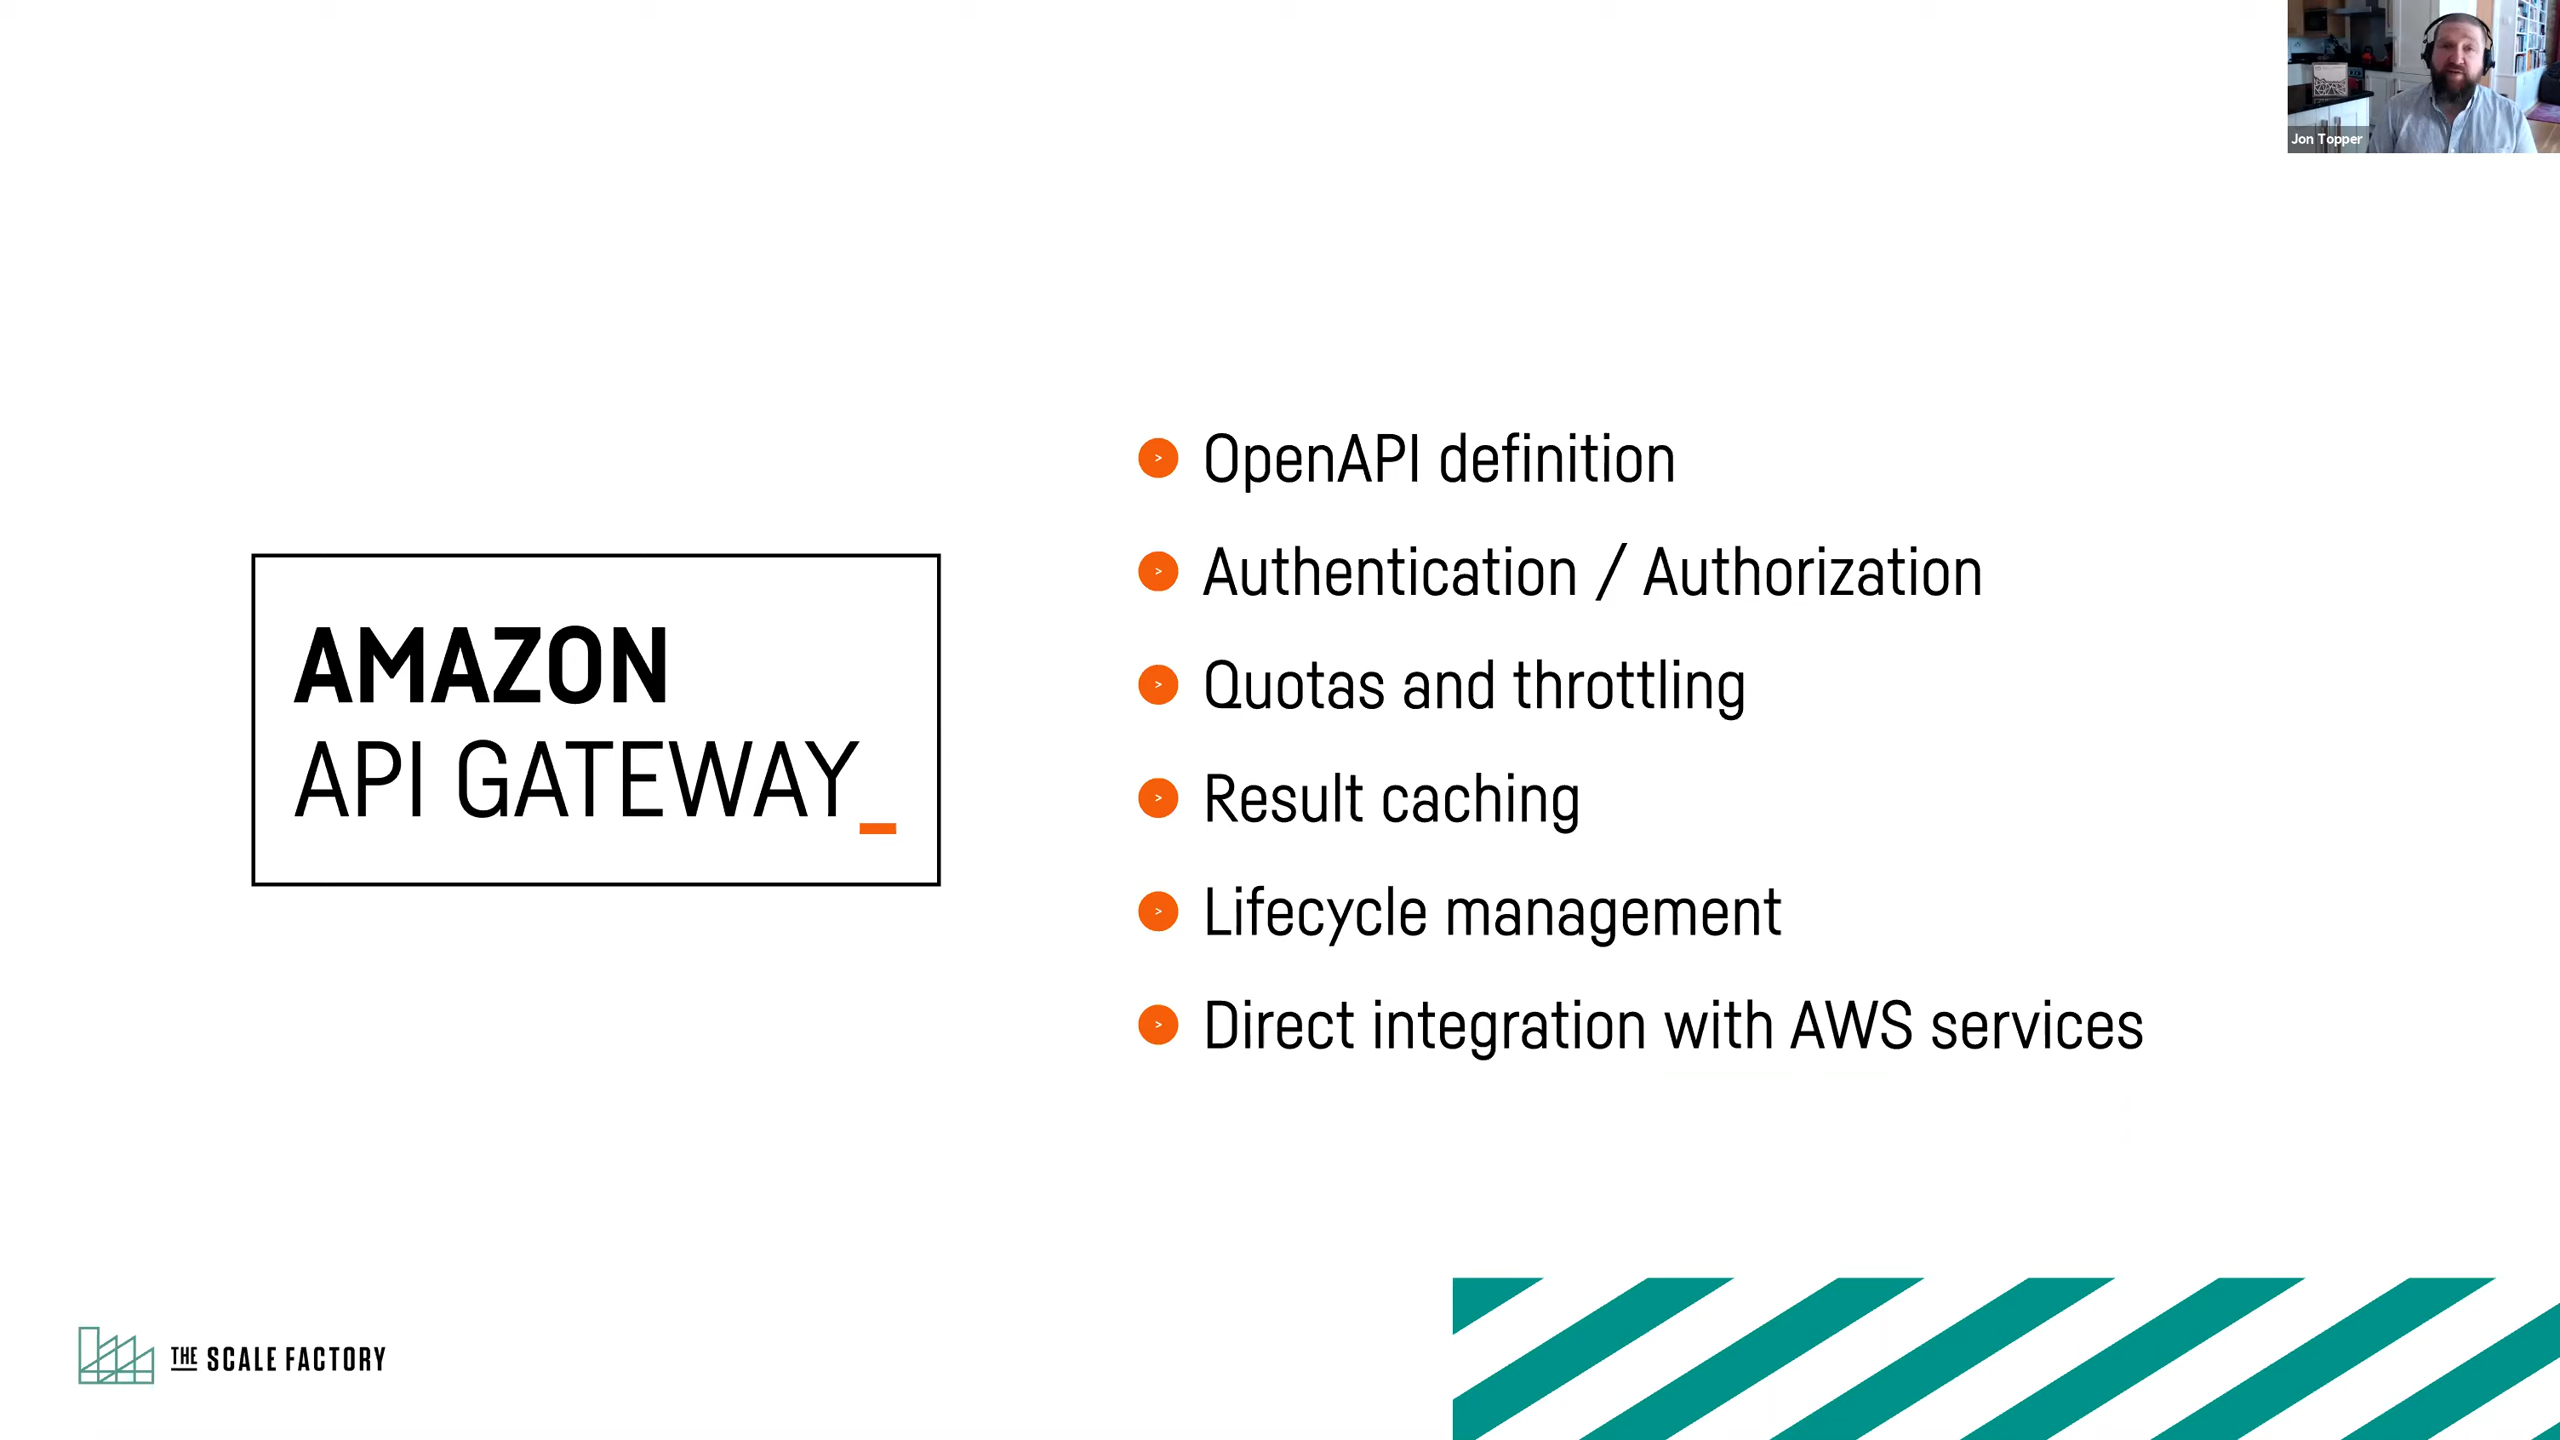 Jon Topper
AMAZON
API GATEWAY_
> OpenAPI definition
> Authentication / Authorization
> Quotas and throttling
> Result caching
> Lifecycle management
> Direct integration with AWS services
THE SCALE FACTORY